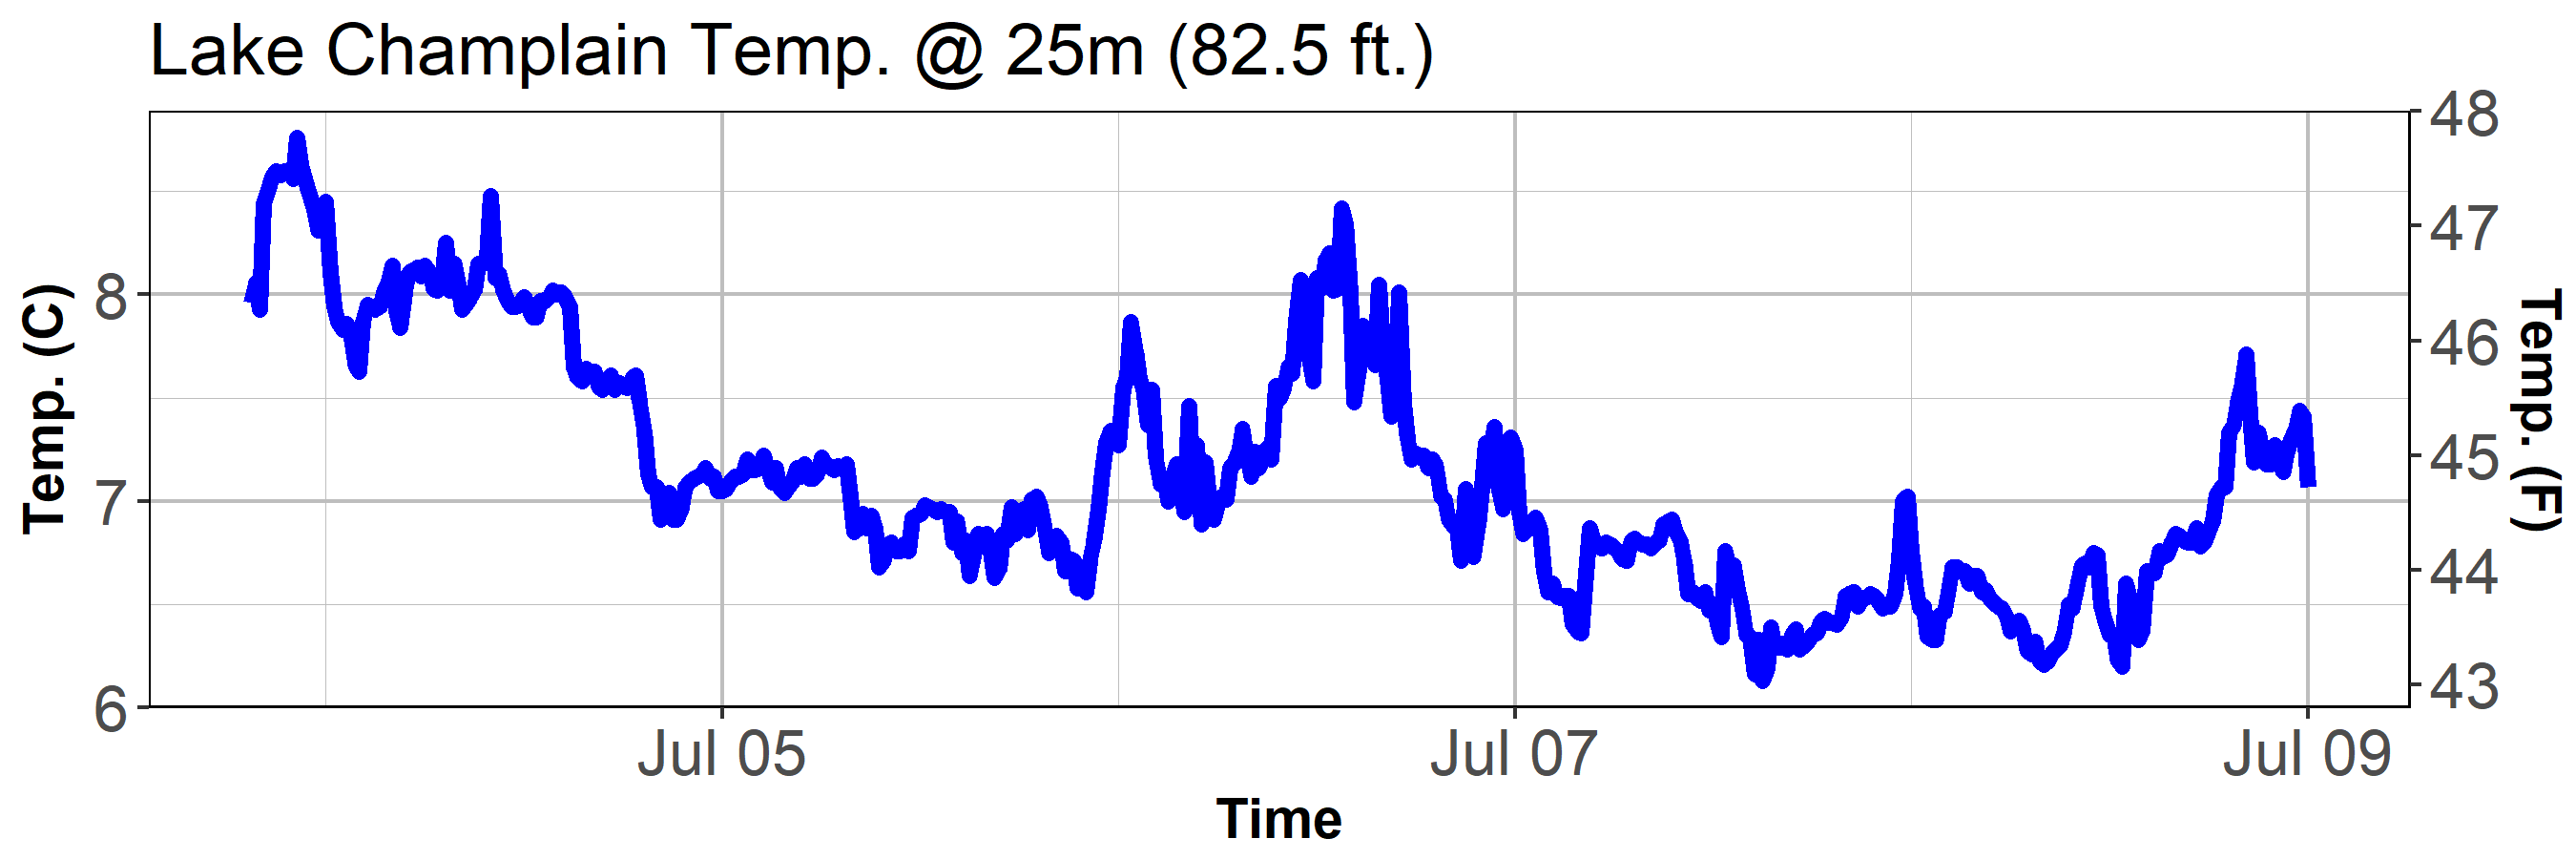 Lake Champlain Temp. @ 25m (82.5 ft.)
Temp. (C)
8
7
6
48
47
46
45
44
43
Temp. (F)
Jul 05
Jul 07
Jul 09
Time